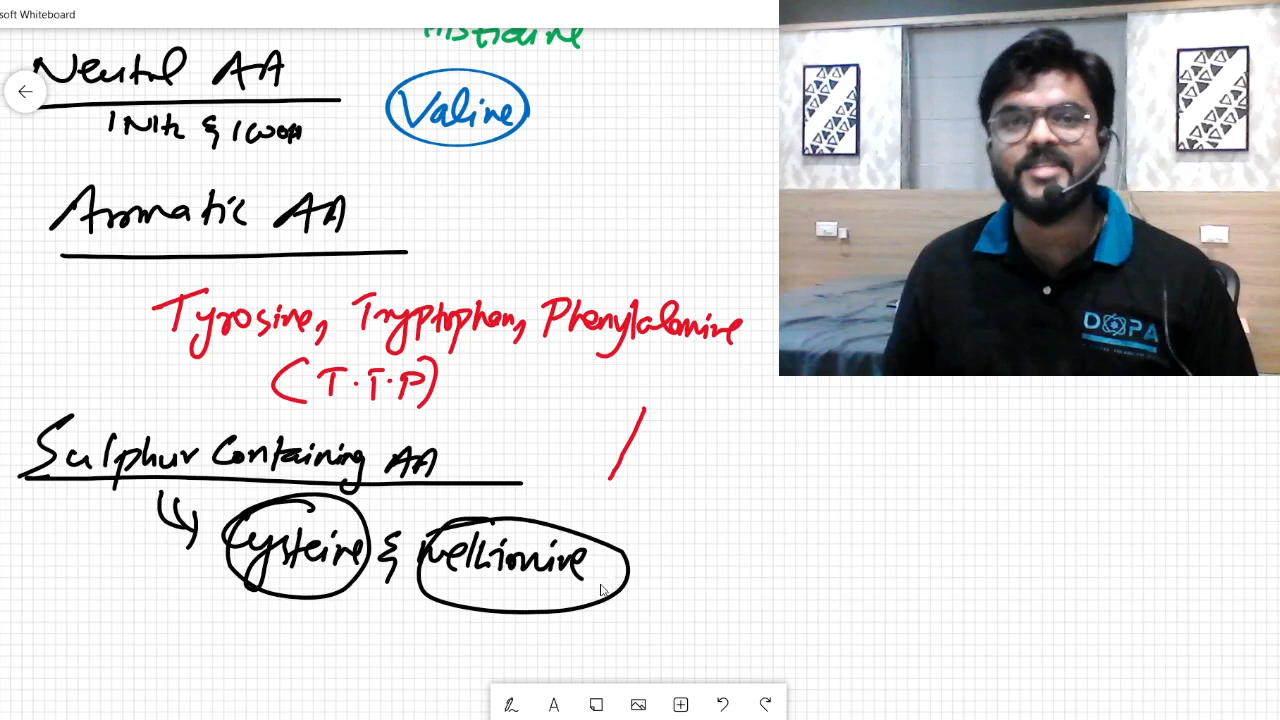 soft Whiteboard
Histidine
Neutral AA
1 NH2 & 1 COOH
Valine
Aromatic AA
Tyrosine, Tryptophan, Phenylalanine
(T.T.P)
Sulphur Containing AA
Cysteine & Methionine
DOPA
A